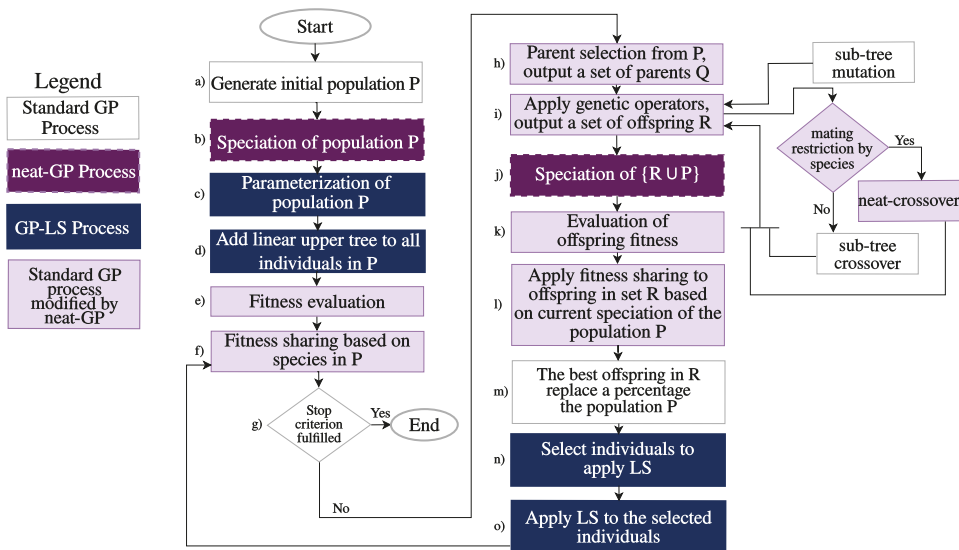 Start
Legend
Standard GP
Process
neat-GP Process
GP-LS Process
Standard GP
process
modified by
neat-GP
a) Generate initial population P
b) Speciation of population P
c) Parameterization of
population P
d) Add linear upper tree to all
individuals in P
e) Fitness evaluation
f) Fitness sharing based on
species in P
g) Stop
criterion
fulfilled
Yes
End
No
h) Parent selection from P,
output a set of parents Q
i) Apply genetic operators,
output a set of offspring R
j) Speciation of {R ∪ P}
k) Evaluation of
offspring fitness
l) Apply fitness sharing to
offspring in set R based
on current speciation of the
population P
m) The best offspring in R
replace a percentage
the population P
n) Select individuals to
apply LS
o) Apply LS to the selected
individuals
sub-tree
mutation
mating
restriction by
species
Yes
No
neat-crossover
sub-tree
crossover